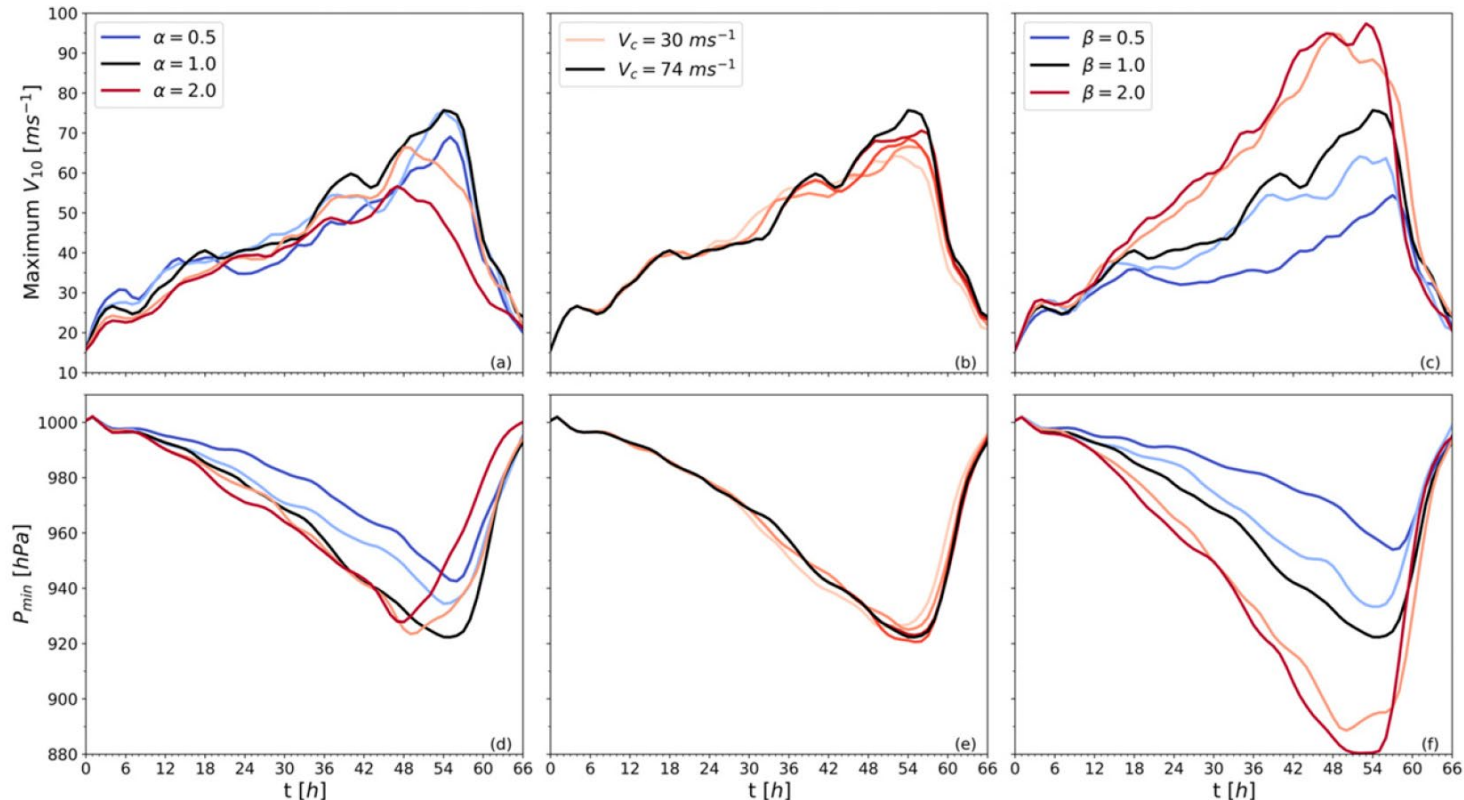 Maximum V₁₀ [ms⁻¹]
100
90
80
70
60
50
40
30
20
10
α = 0.5
α = 1.0
α = 2.0
(a)
V_c = 30 ms⁻¹
V_c = 74 ms⁻¹
(b)
β = 0.5
β = 1.0
β = 2.0
(c)
P_min [hPa]
1000
980
960
940
920
900
880
(d)
(e)
(f)
0 6 12 18 24 30 36 42 48 54 60 66
0 6 12 18 24 30 36 42 48 54 60 66
0 6 12 18 24 30 36 42 48 54 60 66
t [h]
t [h]
t [h]